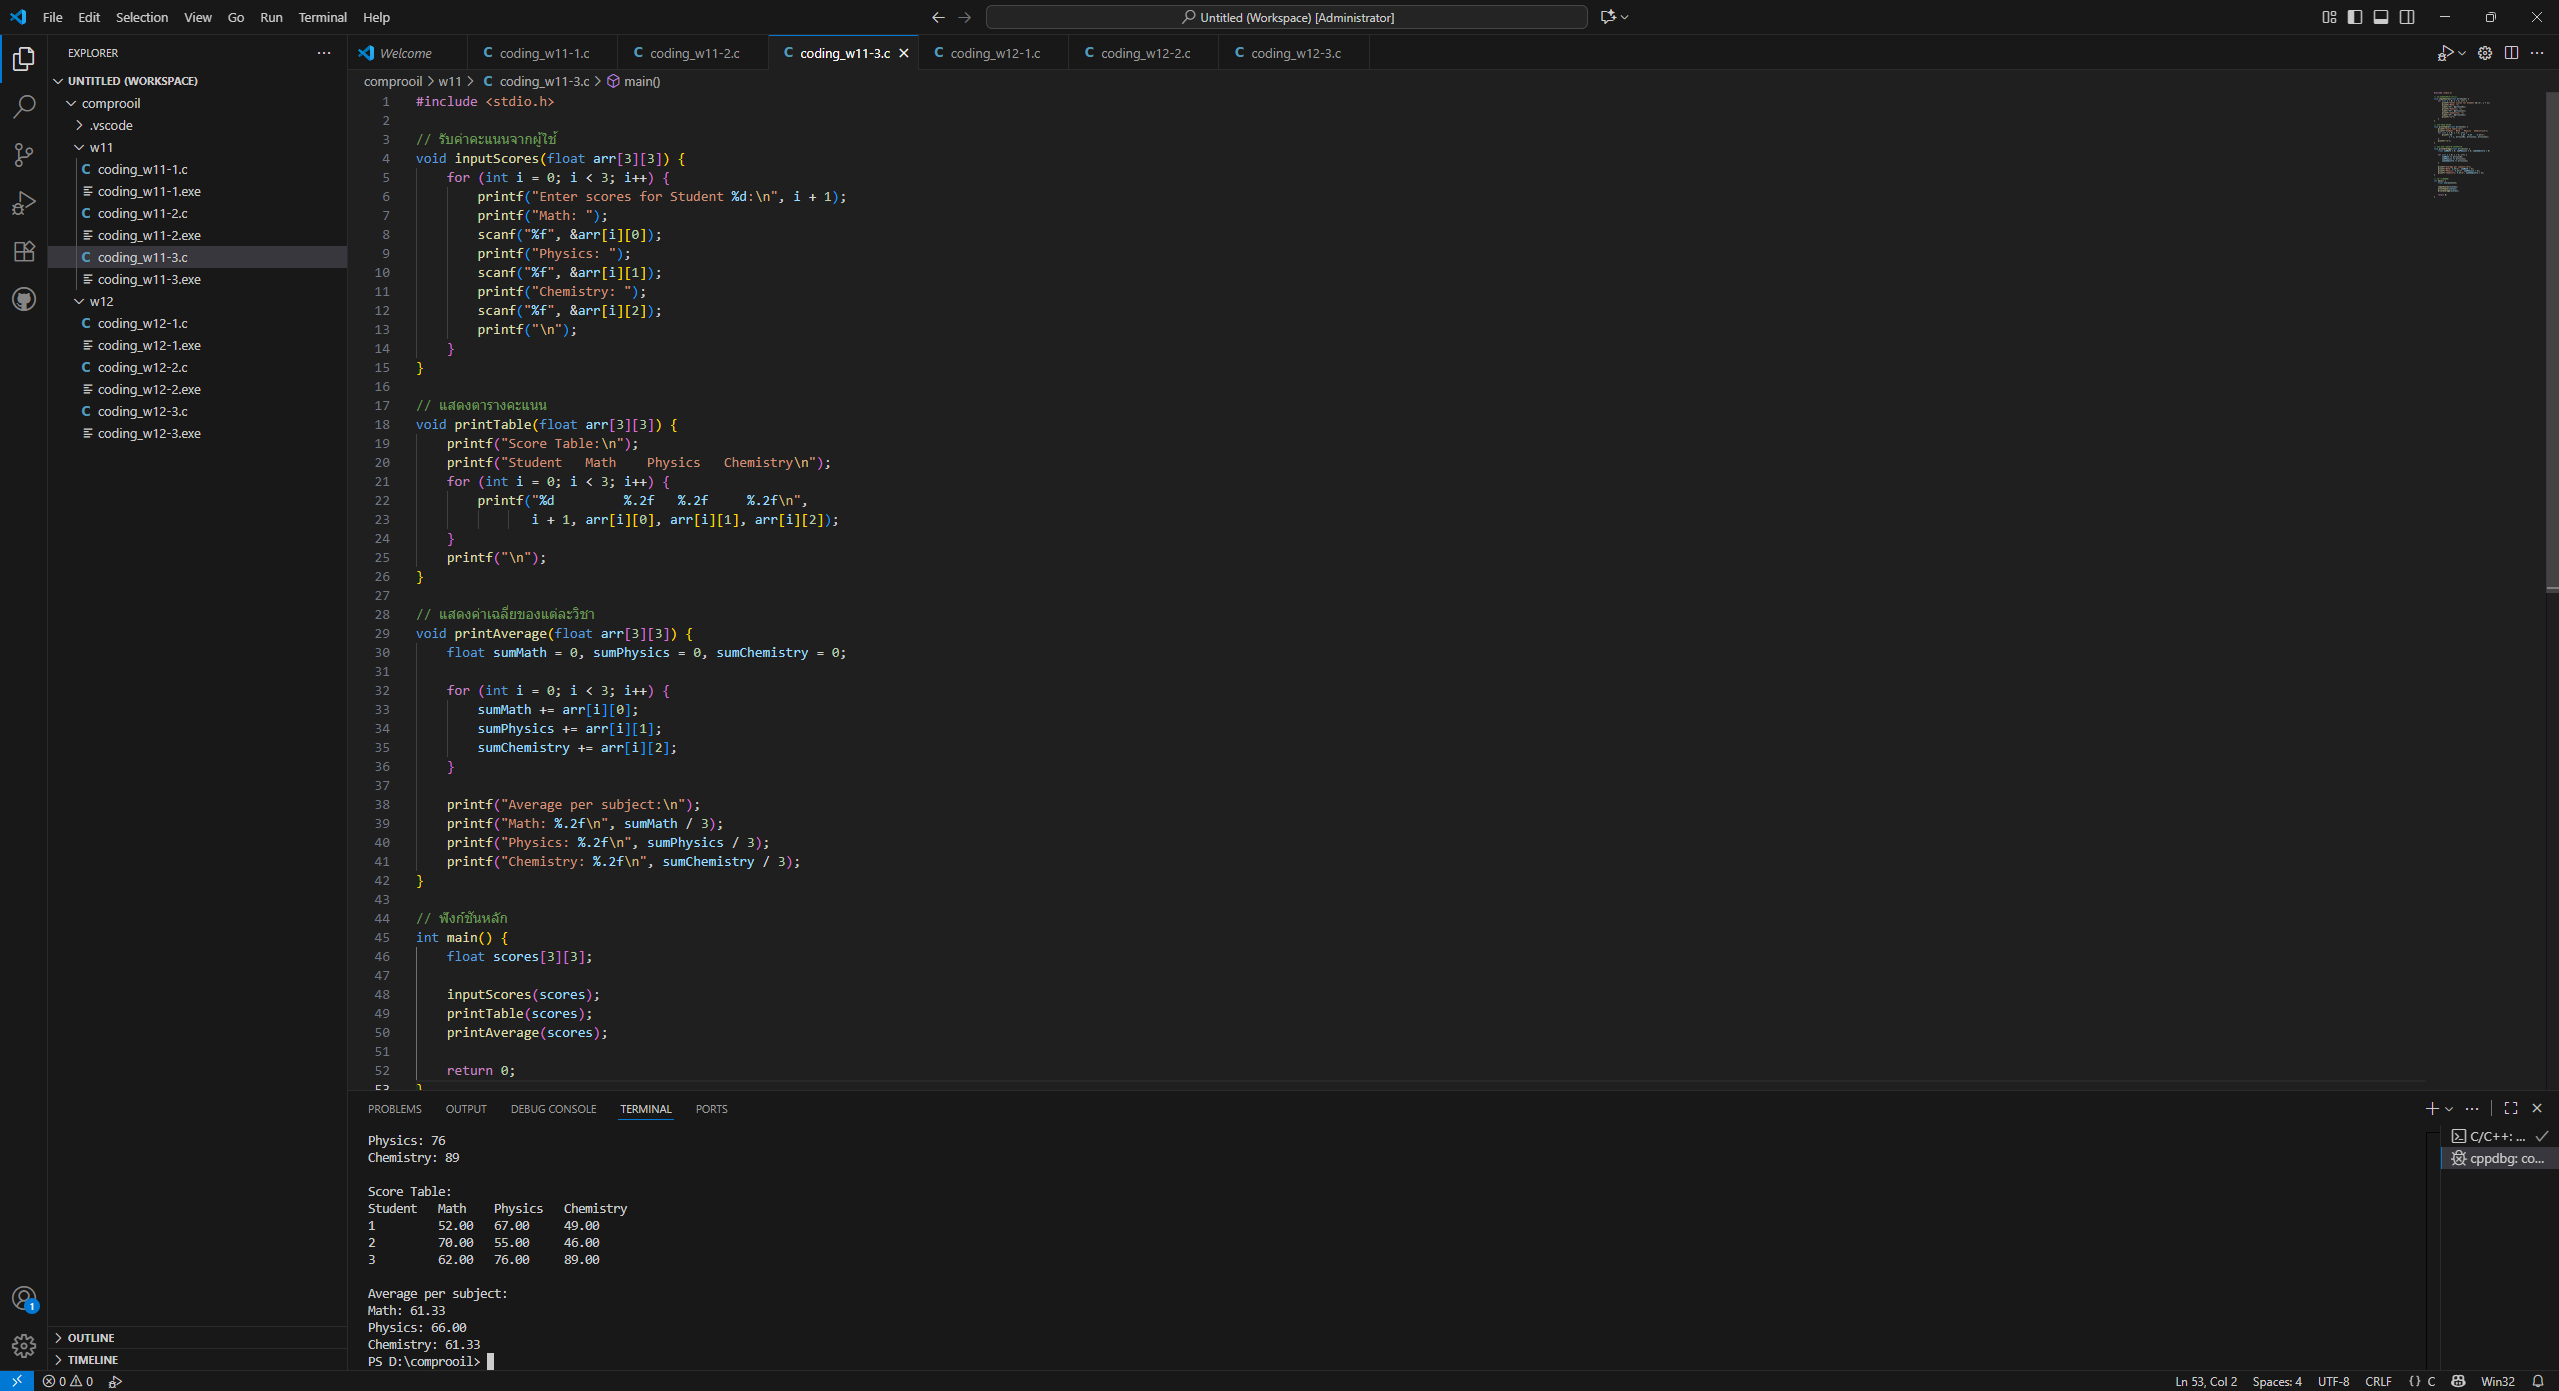 File Edit Selection View Go Run Terminal Help
Untitled (Workspace) [Administrator]
EXPLORER
UNTITLED (WORKSPACE)
comprooil
.vscode
w11
coding_w11-1.c
coding_w11-1.exe
coding_w11-2.c
coding_w11-2.exe
coding_w11-3.c
coding_w11-3.exe
w12
coding_w12-1.c
coding_w12-1.exe
coding_w12-2.c
coding_w12-2.exe
coding_w12-3.c
coding_w12-3.exe
OUTLINE
TIMELINE
Welcome coding_w11-1.c coding_w11-2.c coding_w11-3.c coding_w12-1.c coding_w12-2.c coding_w12-3.c
comprooil > w11 > C coding_w11-3.c > main()
1 #include <stdio.h>
2
3 // รับค่าคะแนนจากผู้ใช้
4 void inputScores(float arr[3][3]) {
5 for (int i = 0; i < 3; i++) {
6 printf("Enter scores for Student %d:\n", i + 1);
7 printf("Math: ");
8 scanf("%f", &arr[i][0]);
9 printf("Physics: ");
10 scanf("%f", &arr[i][1]);
11 printf("Chemistry: ");
12 scanf("%f", &arr[i][2]);
13 printf("\n");
14 }
15 }
16
17 // แสดงตารางคะแนน
18 void printTable(float arr[3][3]) {
19 printf("Score Table:\n");
20 printf("Student   Math    Physics   Chemistry\n");
21 for (int i = 0; i < 3; i++) {
22 printf("%d         %.2f   %.2f     %.2f\n",
23 i + 1, arr[i][0], arr[i][1], arr[i][2]);
24 }
25 printf("\n");
26 }
27
28 // แสดงค่าเฉลี่ยของแต่ละวิชา
29 void printAverage(float arr[3][3]) {
30 float sumMath = 0, sumPhysics = 0, sumChemistry = 0;
31
32 for (int i = 0; i < 3; i++) {
33 sumMath += arr[i][0];
34 sumPhysics += arr[i][1];
35 sumChemistry += arr[i][2];
36 }
37
38 printf("Average per subject:\n");
39 printf("Math: %.2f\n", sumMath / 3);
40 printf("Physics: %.2f\n", sumPhysics / 3);
41 printf("Chemistry: %.2f\n", sumChemistry / 3);
42 }
43
44 // ฟังก์ชันหลัก
45 int main() {
46 float scores[3][3];
47
48 inputScores(scores);
49 printTable(scores);
50 printAverage(scores);
51
52 return 0;
53 }
PROBLEMS OUTPUT DEBUG CONSOLE TERMINAL PORTS
Physics: 76
Chemistry: 89
Score Table:
Student   Math    Physics   Chemistry
1         52.00   67.00     49.00
2         70.00   55.00     46.00
3         62.00   76.00     89.00
Average per subject:
Math: 61.33
Physics: 66.00
Chemistry: 61.33
PS D:\comprooil>
C/C++: ...
cppdbg: co...
1
0 0
Ln 53, Col 2 Spaces: 4 UTF-8 CRLF {} C Win32